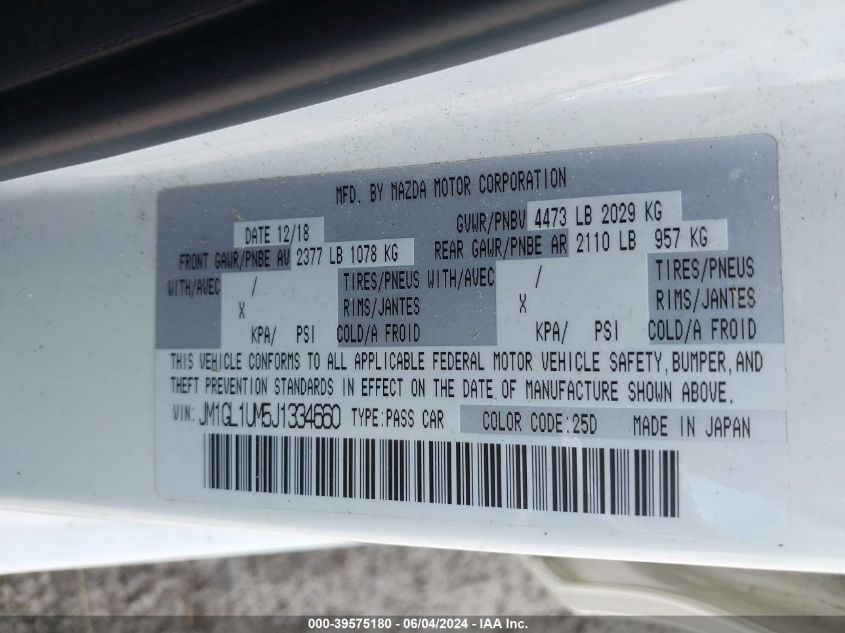 MFD. BY MAZDA MOTOR CORPORATION
DATE 12/18 GVWR/PNBV 4473 LB 2029 KG
FRONT GAWR/PNBE AV 2377 LB 1078 KG REAR GAWR/PNBE AR 2110 LB 957 KG
WITH/AVEC / TIRES/PNEUS WITH/AVEC / TIRES/PNEUS
X RIMS/JANTES X RIMS/JANTES
KPA/ PSI COLD/A FROID KPA/ PSI COLD/A FROID
THIS VEHICLE CONFORMS TO ALL APPLICABLE FEDERAL MOTOR VEHICLE SAFETY, BUMPER, AND
THEFT PREVENTION STANDARDS IN EFFECT ON THE DATE OF MANUFACTURE SHOWN ABOVE.
VIN: JM1GL1UM5J1334660 TYPE:PASS CAR COLOR CODE:25D MADE IN JAPAN
000-39575180 - 06/04/2024 - IAA Inc.